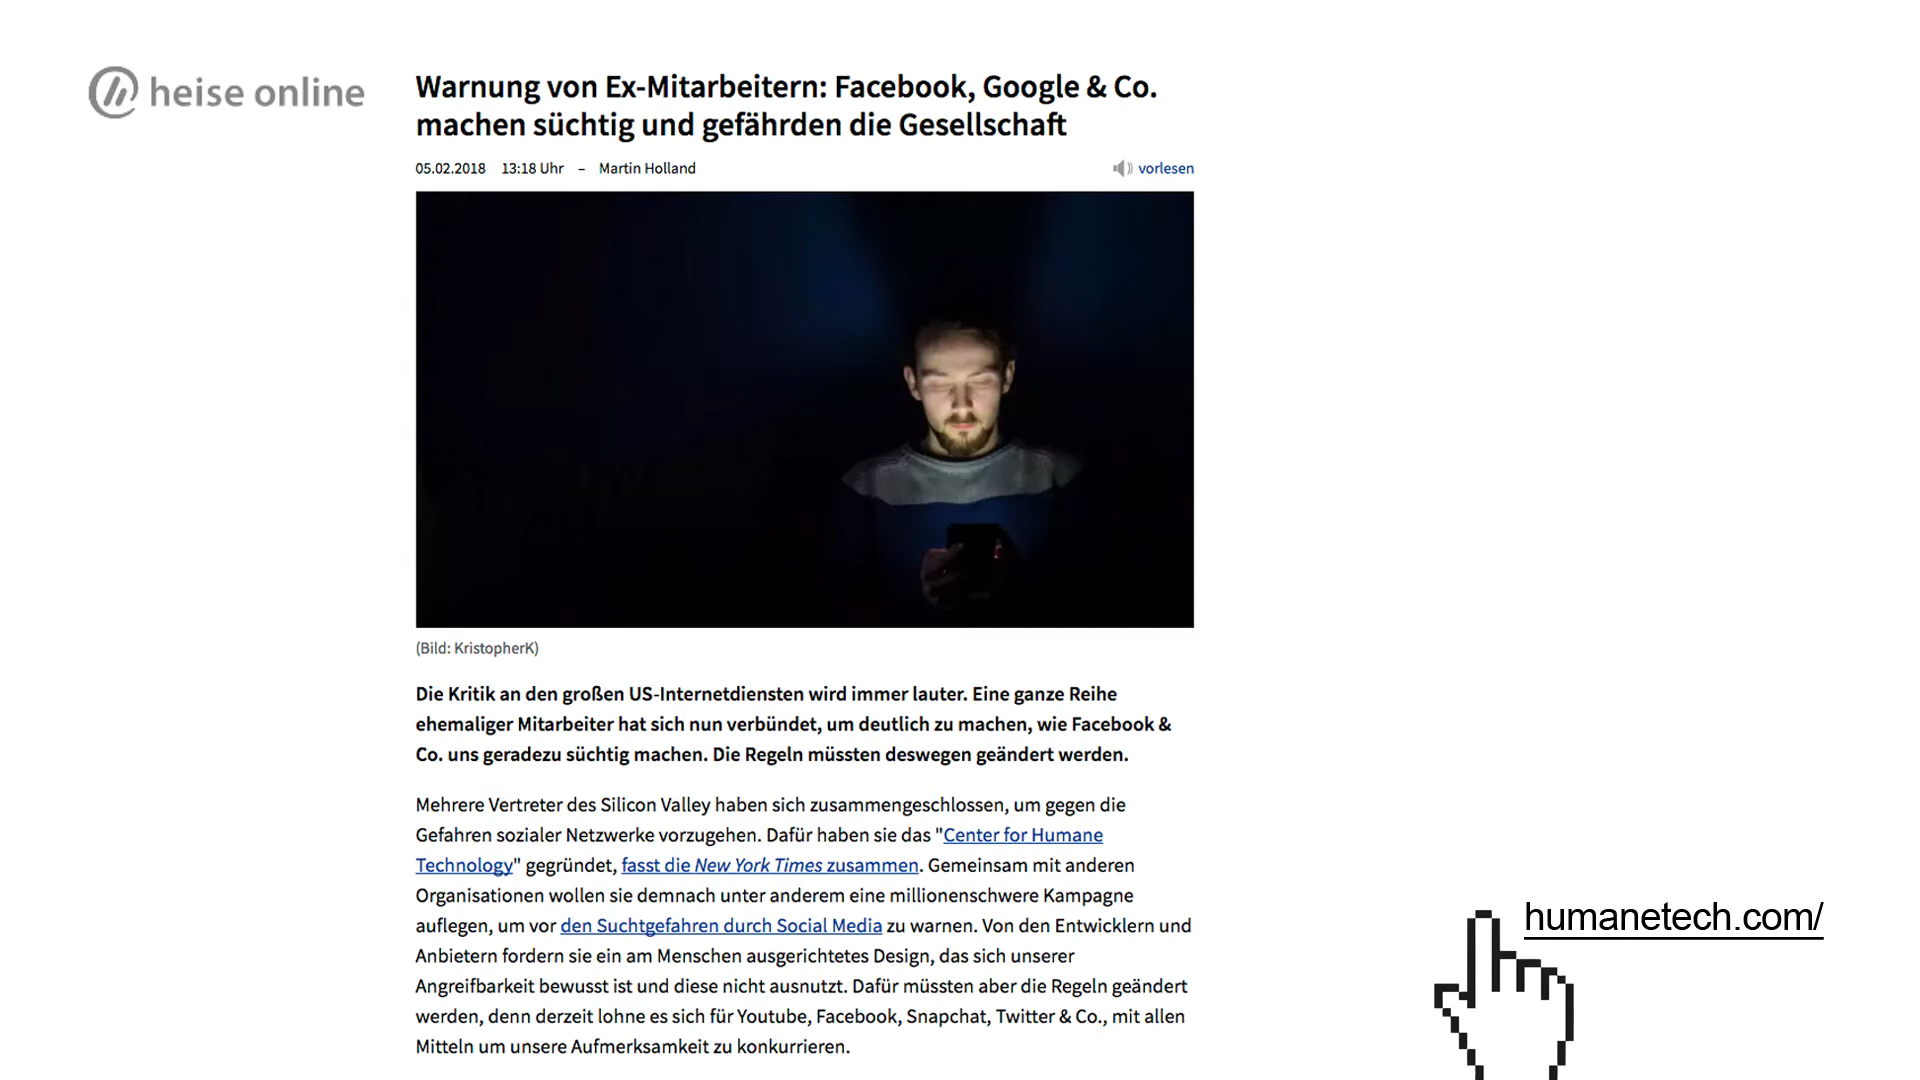 heise online
Warnung von Ex-Mitarbeitern: Facebook, Google & Co.
machen süchtig und gefährden die Gesellschaft
05.02.2018 13:18 Uhr – Martin Holland
vorlesen
(Bild: KristopherK)
Die Kritik an den großen US-Internetdiensten wird immer lauter. Eine ganze Reihe
ehemaliger Mitarbeiter hat sich nun verbündet, um deutlich zu machen, wie Facebook &
Co. uns geradezu süchtig machen. Die Regeln müssten deswegen geändert werden.
Mehrere Vertreter des Silicon Valley haben sich zusammengeschlossen, um gegen die
Gefahren sozialer Netzwerke vorzugehen. Dafür haben sie das "Center for Humane
Technology" gegründet, fasst die New York Times zusammen. Gemeinsam mit anderen
Organisationen wollen sie demnach unter anderem eine millionenschwere Kampagne
auflegen, um vor den Suchtgefahren durch Social Media zu warnen. Von den Entwicklern und
Anbietern fordern sie ein am Menschen ausgerichtetes Design, das sich unserer
Angreifbarkeit bewusst ist und diese nicht ausnutzt. Dafür müssten aber die Regeln geändert
werden, denn derzeit lohne es sich für Youtube, Facebook, Snapchat, Twitter & Co., mit allen
Mitteln um unsere Aufmerksamkeit zu konkurrieren.
humanetech.com/